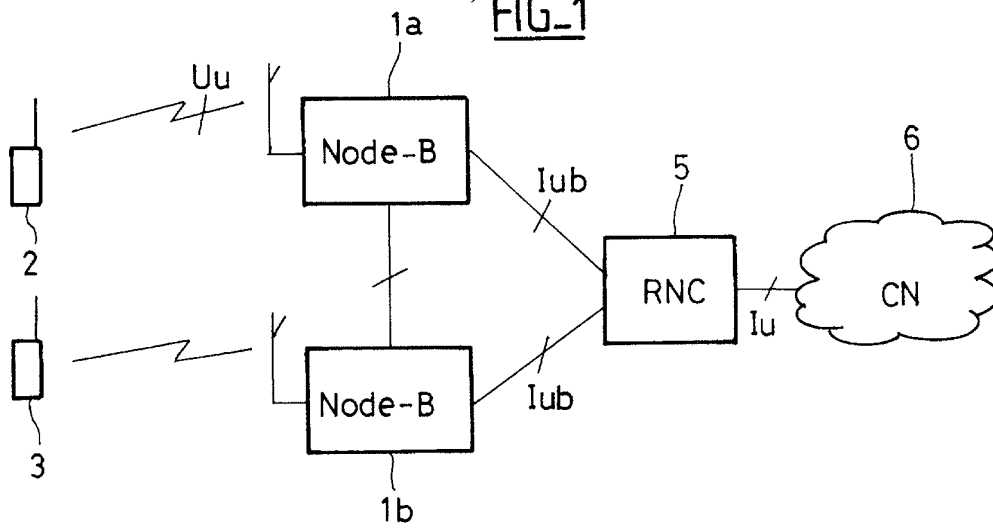 FIG_1
1a
Uu
Node-B
Iub
6
5
2
RNC
CN
Iu
Node-B
Iub
3
1b